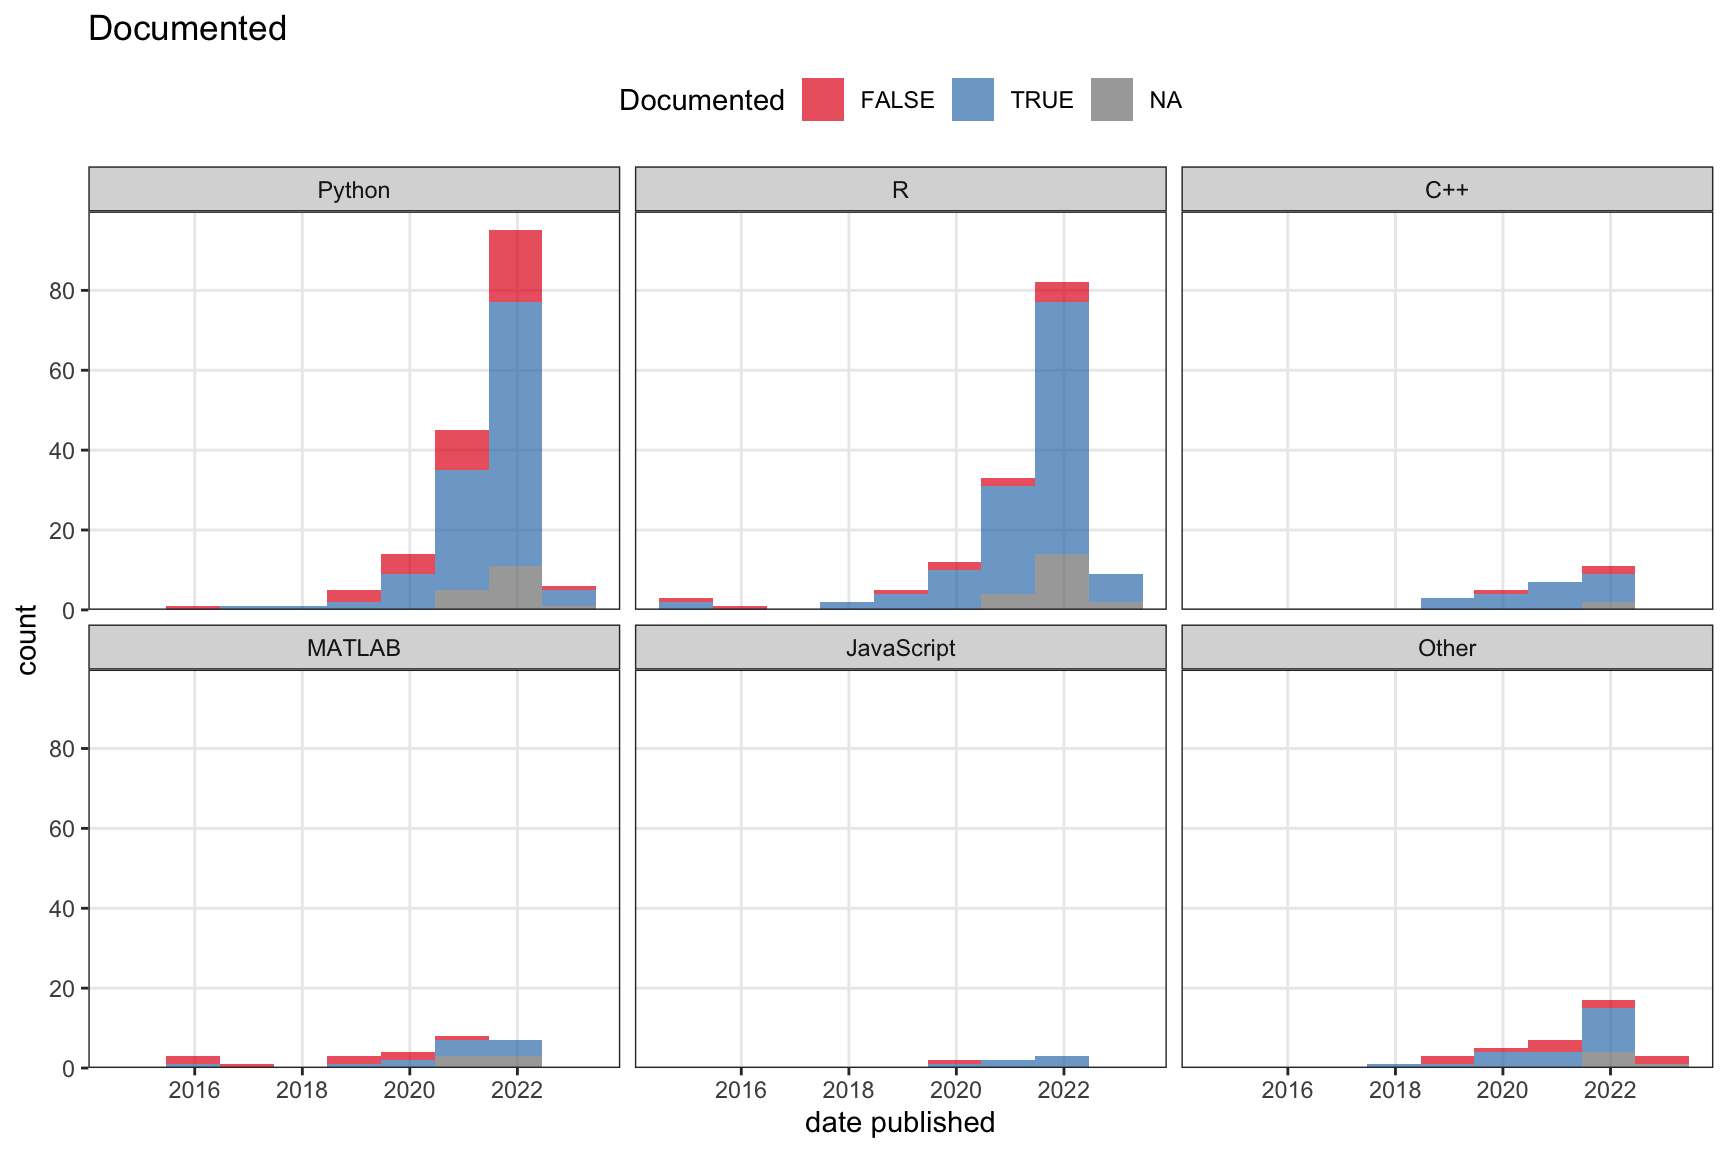 Documented
Documented FALSE TRUE NA
Python R C++
80
60
40
20
0
count
MATLAB JavaScript Other
80
60
40
20
0
2016 2018 2020 2022 2016 2018 2020 2022 2016 2018 2020 2022
date published